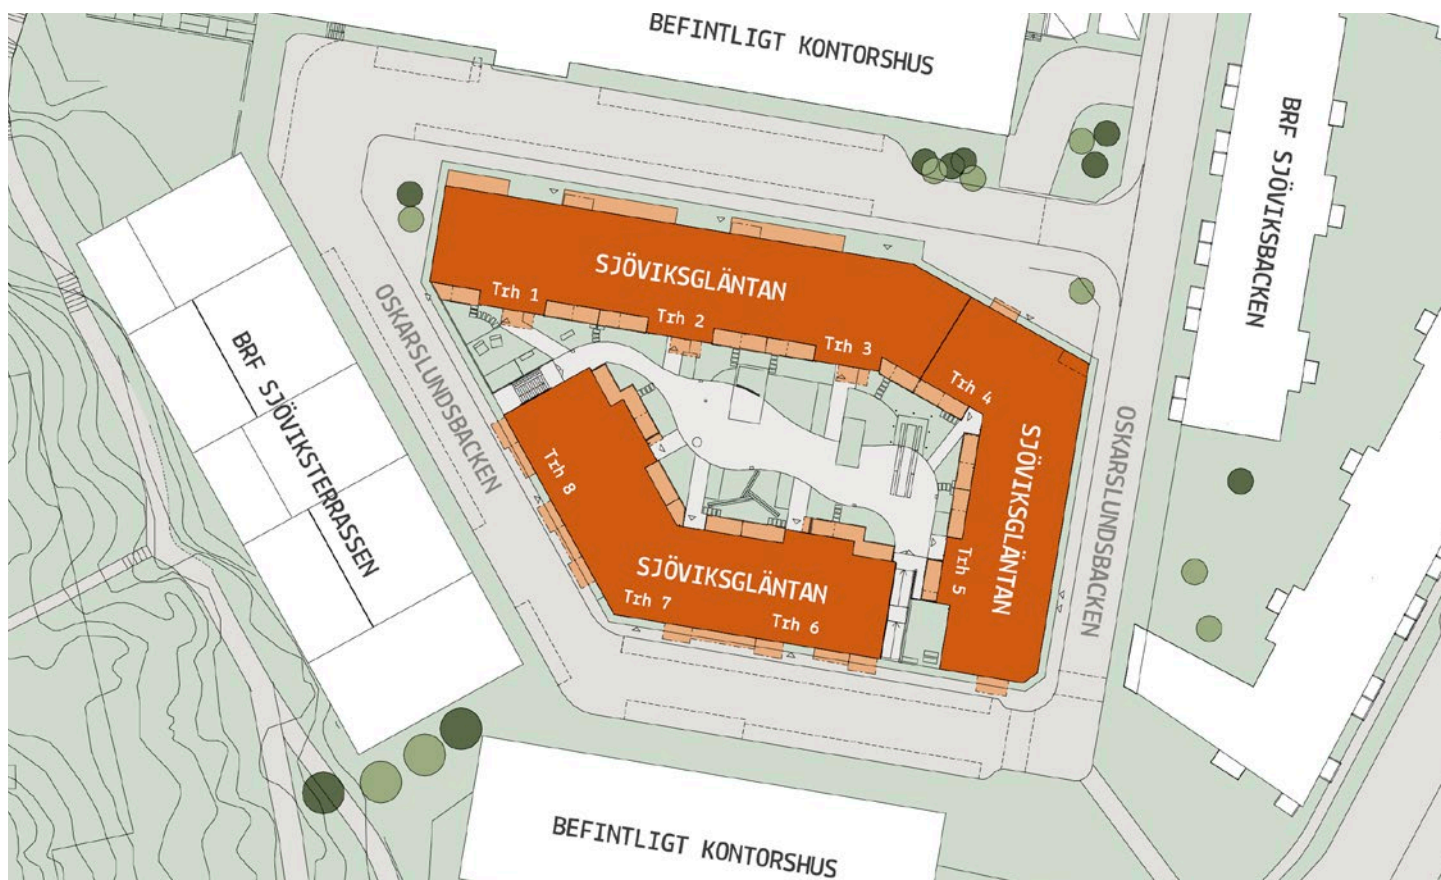 BEFINTLIGT KONTORSHUS
BRF SJÖVIKSBACKEN
SJÖVIKSGLÄNTAN
Trh 1
Trh 2
Trh 3
Trh 4
OSKARSLUNDSBACKEN
BRF SJÖVIKSTERRASSEN
Trh 8
SJÖVIKSGLÄNTAN
OSKARSLUNDSBACKEN
SJÖVIKSGLÄNTAN
Trh 5
Trh 7
Trh 6
BEFINTLIGT KONTORSHUS